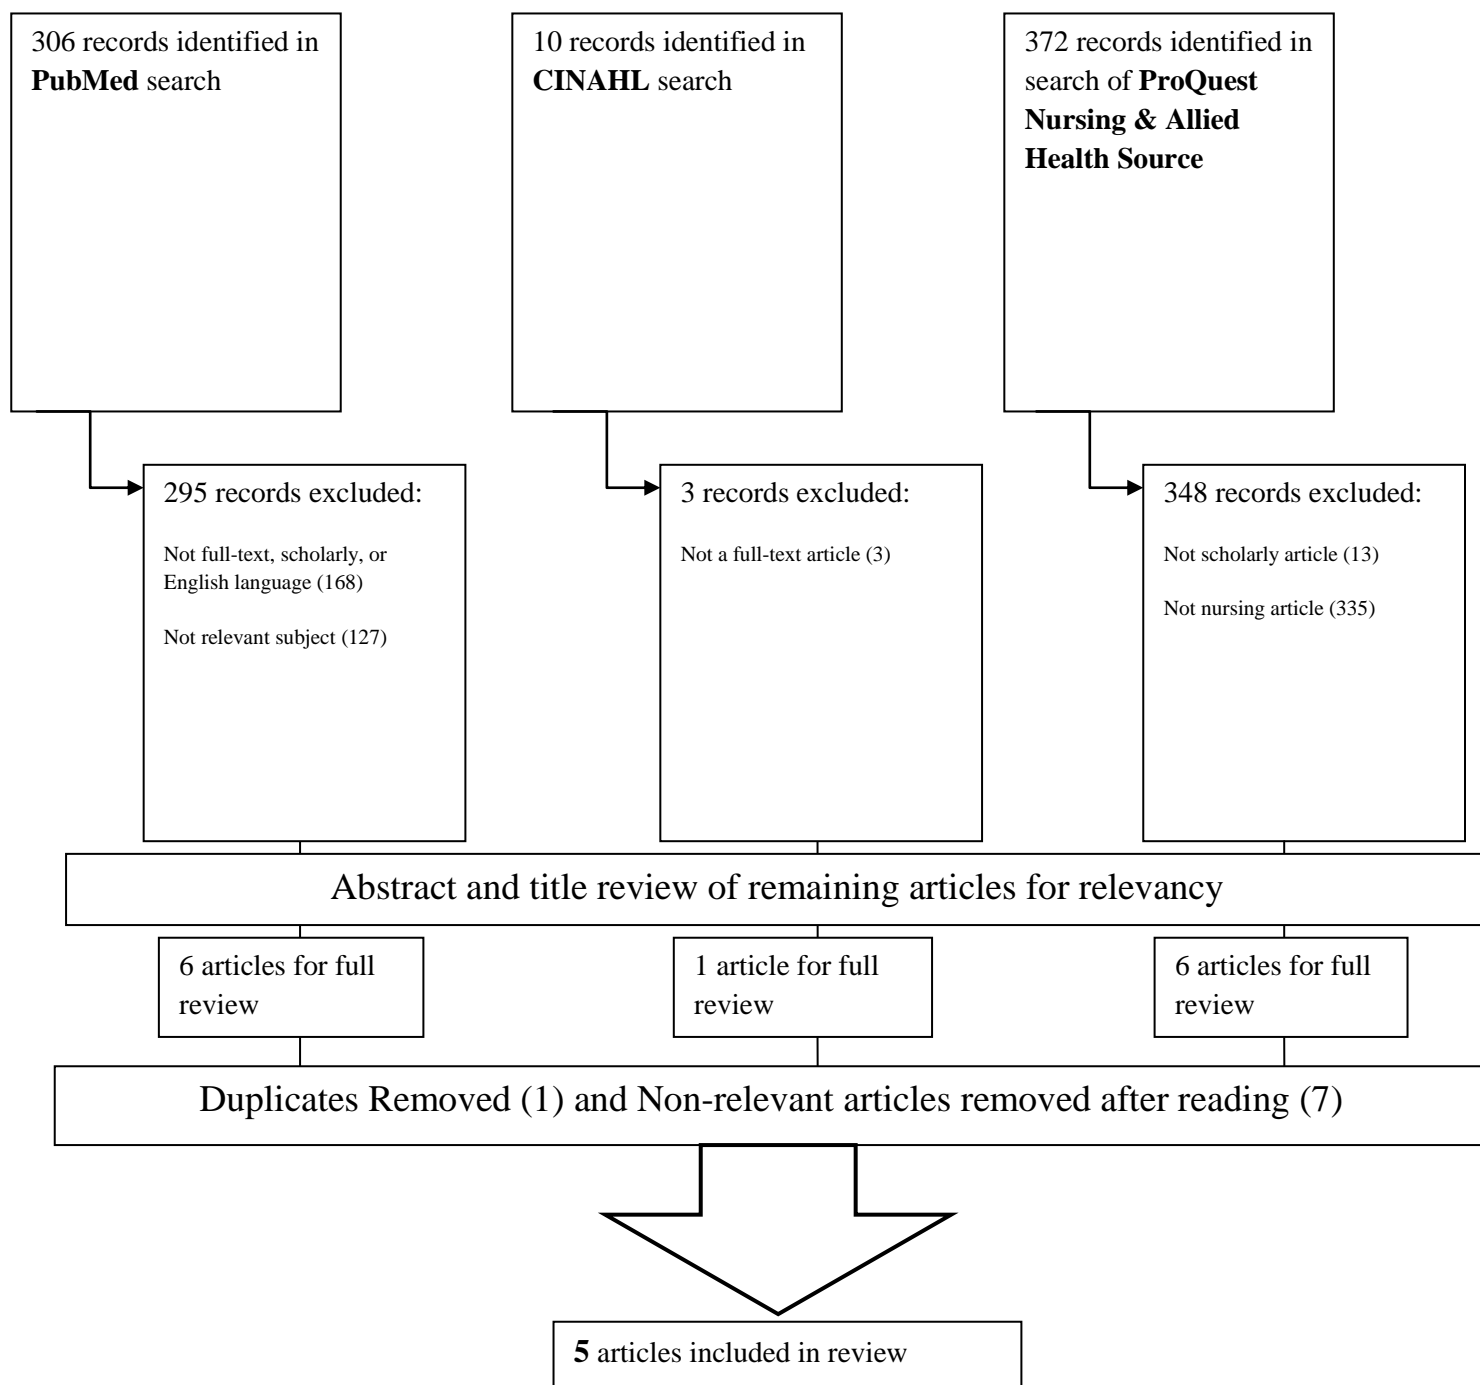 306 records identified in
PubMed search
10 records identified in
CINAHL search
372 records identified in
search of ProQuest
Nursing & Allied
Health Source
295 records excluded:
Not full-text, scholarly, or
English language (168)
Not relevant subject (127)
3 records excluded:
Not a full-text article (3)
348 records excluded:
Not scholarly article (13)
Not nursing article (335)
Abstract and title review of remaining articles for relevancy
6 articles for full
review
1 article for full
review
6 articles for full
review
Duplicates Removed (1) and Non-relevant articles removed after reading (7)
5 articles included in review